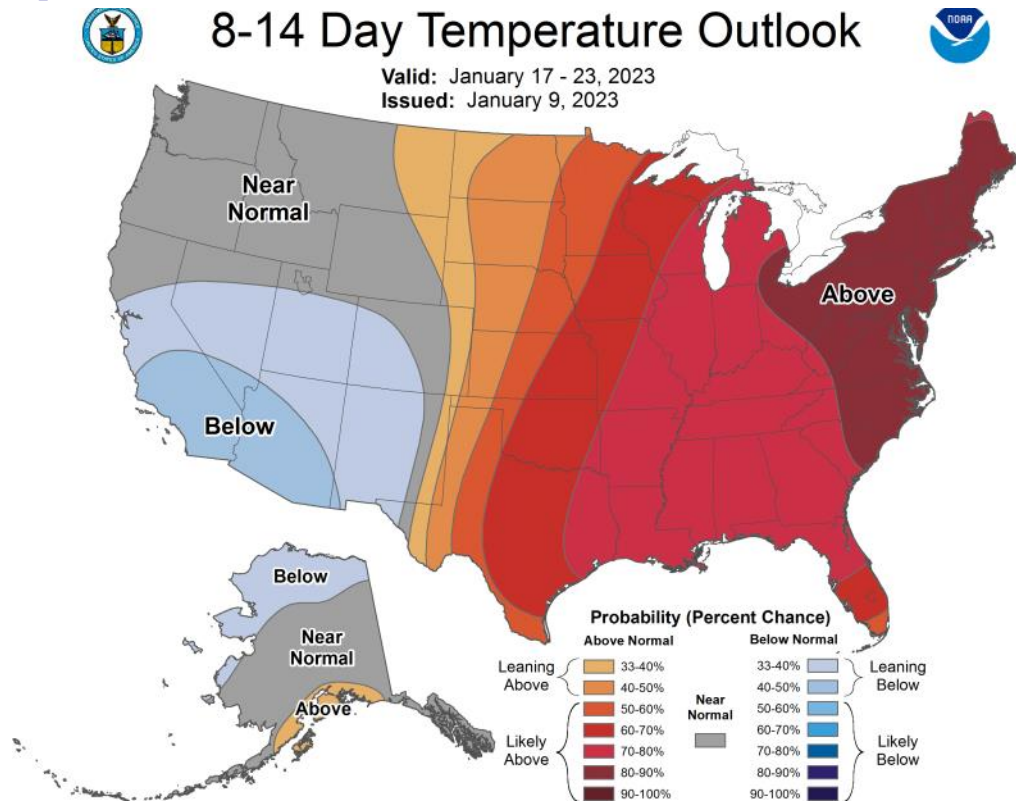 8-14 Day Temperature Outlook
NOAA
Valid: January 17 - 23, 2023
Issued: January 9, 2023
Near
Normal
Above
Below
Below
Near
Normal
Above
Probability (Percent Chance)
Above Normal
Below Normal
Leaning
Above
33-40%
40-50%
Likely
Above
50-60%
60-70%
70-80%
80-90%
90-100%
Near
Normal
33-40%
40-50%
Leaning
Below
50-60%
60-70%
70-80%
80-90%
90-100%
Likely
Below